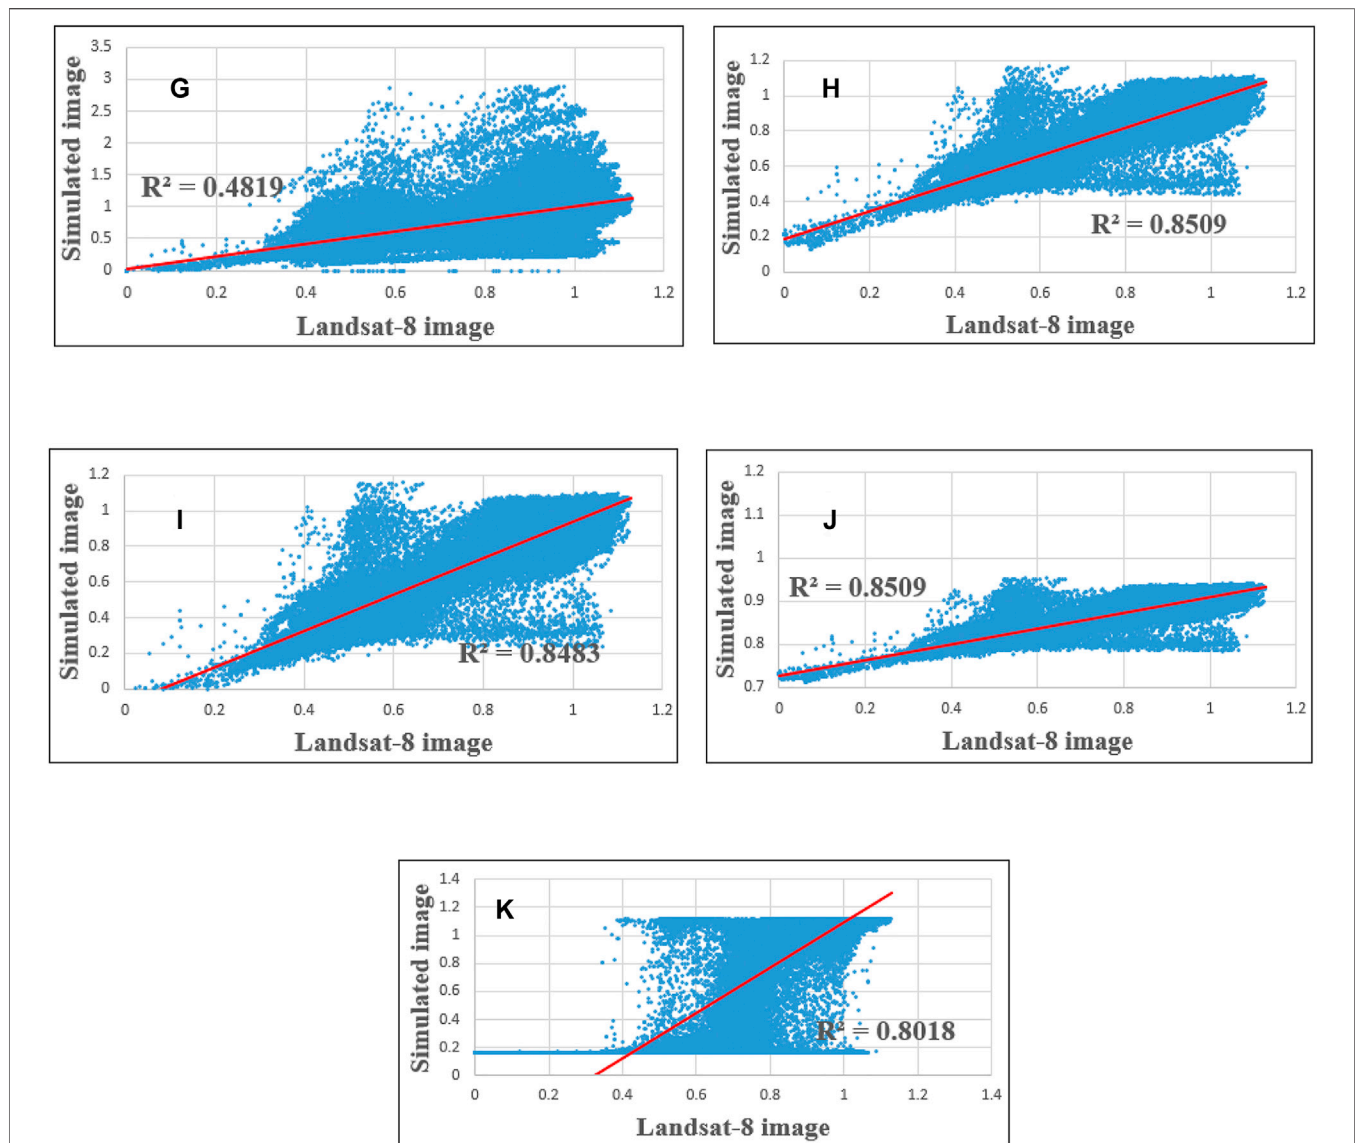 G
Simulated image
3.5
3
2.5
2
1.5
1
0.5
0
R² = 0.4819
0 0.2 0.4 0.6 0.8 1 1.2
Landsat-8 image
H
Simulated image
1.2
1
0.8
0.6
0.4
0.2
0
R² = 0.8509
0 0.2 0.4 0.6 0.8 1 1.2
Landsat-8 image
I
Simulated image
1.2
1
0.8
0.6
0.4
0.2
0
R² = 0.8483
0 0.2 0.4 0.6 0.8 1 1.2
Landsat-8 image
J
Simulated image
1.2
1.1
1
0.9
0.8
0.7
R² = 0.8509
0 0.2 0.4 0.6 0.8 1 1.2
Landsat-8 image
K
Simulated image
1.4
1.2
1
0.8
0.6
0.4
0.2
0
R² = 0.8018
0 0.2 0.4 0.6 0.8 1 1.2 1.4
Landsat-8 image